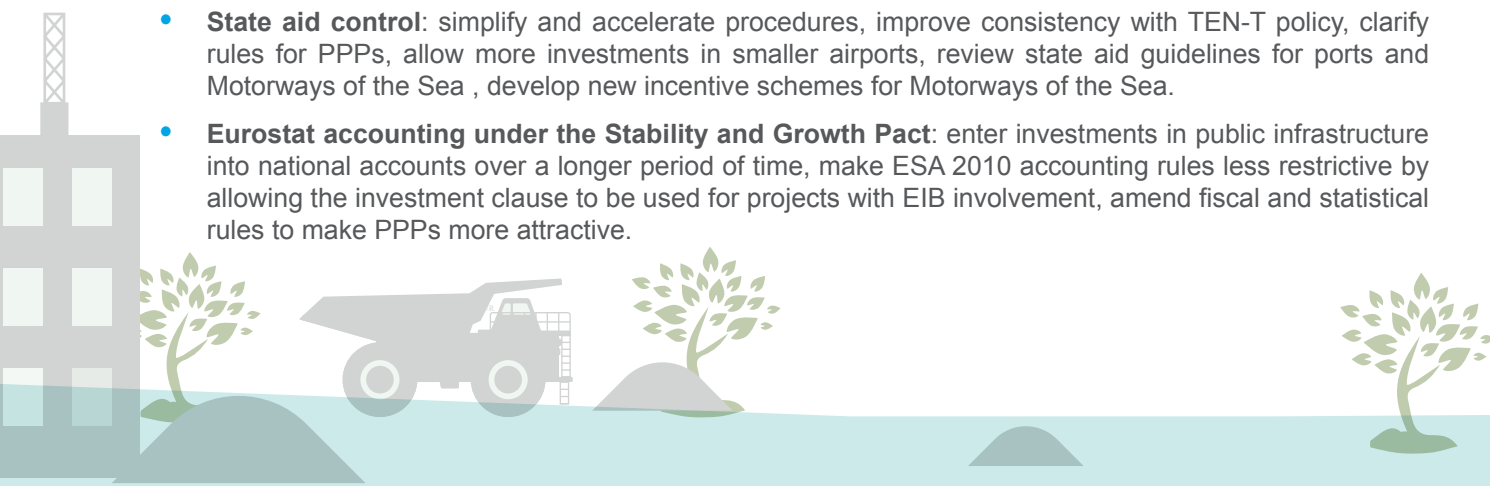 • State aid control: simplify and accelerate procedures, improve consistency with TEN-T policy, clarify
rules for PPPs, allow more investments in smaller airports, review state aid guidelines for ports and
Motorways of the Sea , develop new incentive schemes for Motorways of the Sea.
• Eurostat accounting under the Stability and Growth Pact: enter investments in public infrastructure
into national accounts over a longer period of time, make ESA 2010 accounting rules less restrictive by
allowing the investment clause to be used for projects with EIB involvement, amend fiscal and statistical
rules to make PPPs more attractive.